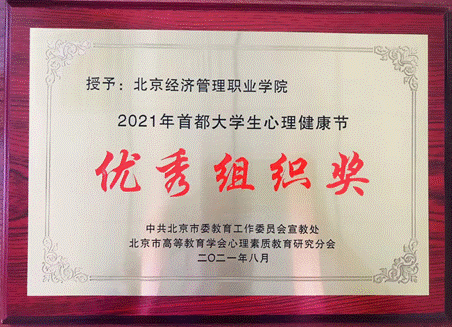 授予：北京经济管理职业学院
2021年首都大学生心理健康节
优秀组织奖
中共北京市委教育工作委员会宣教处
北京市高等教育学会心理素质教育研究分会
二〇二一年八月